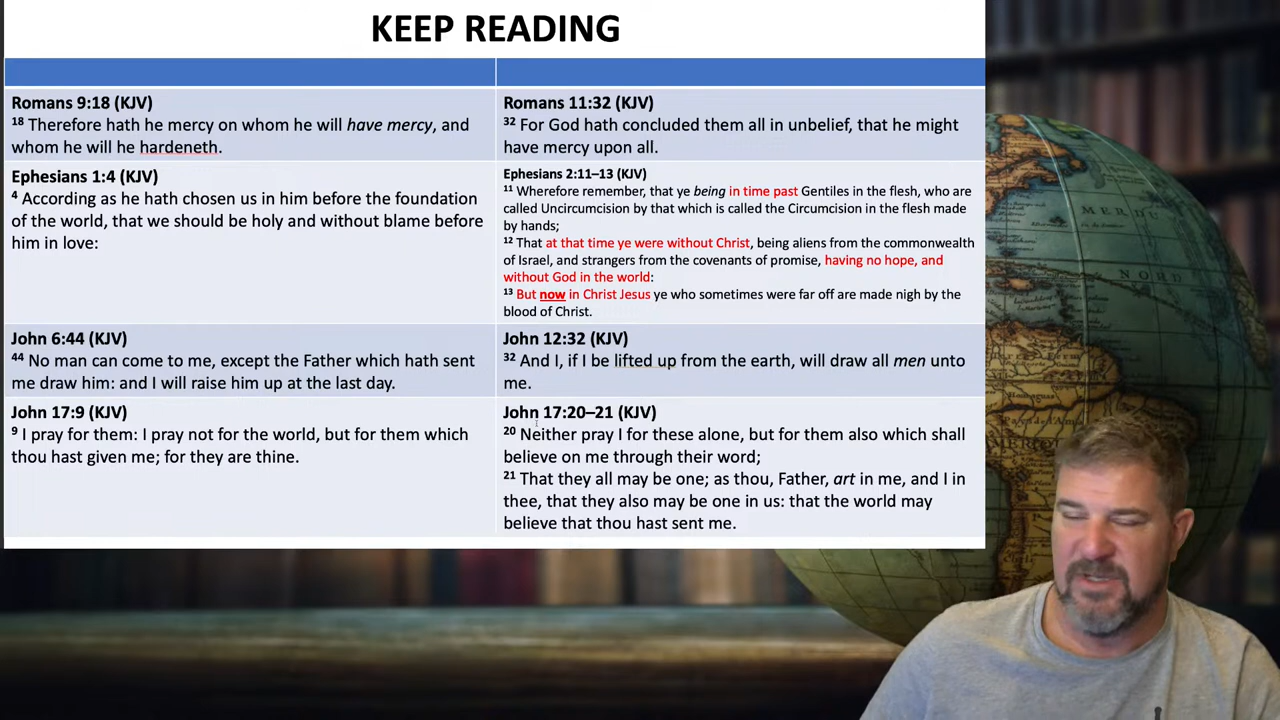 KEEP READING
Romans 9:18 (KJV)
18 Therefore hath he mercy on whom he will have mercy, and
whom he will he hardeneth.
Romans 11:32 (KJV)
32 For God hath concluded them all in unbelief, that he might
have mercy upon all.
Ephesians 1:4 (KJV)
4 According as he hath chosen us in him before the foundation
of the world, that we should be holy and without blame before
him in love:
Ephesians 2:11–13 (KJV)
11 Wherefore remember, that ye being in time past Gentiles in the flesh, who are
called Uncircumcision by that which is called the Circumcision in the flesh made
by hands;
12 That at that time ye were without Christ, being aliens from the commonwealth
of Israel, and strangers from the covenants of promise, having no hope, and
without God in the world:
13 But now in Christ Jesus ye who sometimes were far off are made nigh by the
blood of Christ.
John 6:44 (KJV)
44 No man can come to me, except the Father which hath sent
me draw him: and I will raise him up at the last day.
John 12:32 (KJV)
32 And I, if I be lifted up from the earth, will draw all men unto
me.
John 17:9 (KJV)
9 I pray for them: I pray not for the world, but for them which
thou hast given me; for they are thine.
John 17:20–21 (KJV)
20 Neither pray I for these alone, but for them also which shall
believe on me through their word;
21 That they all may be one; as thou, Father, art in me, and I in
thee, that they also may be one in us: that the world may
believe that thou hast sent me.
MERDU
NORD